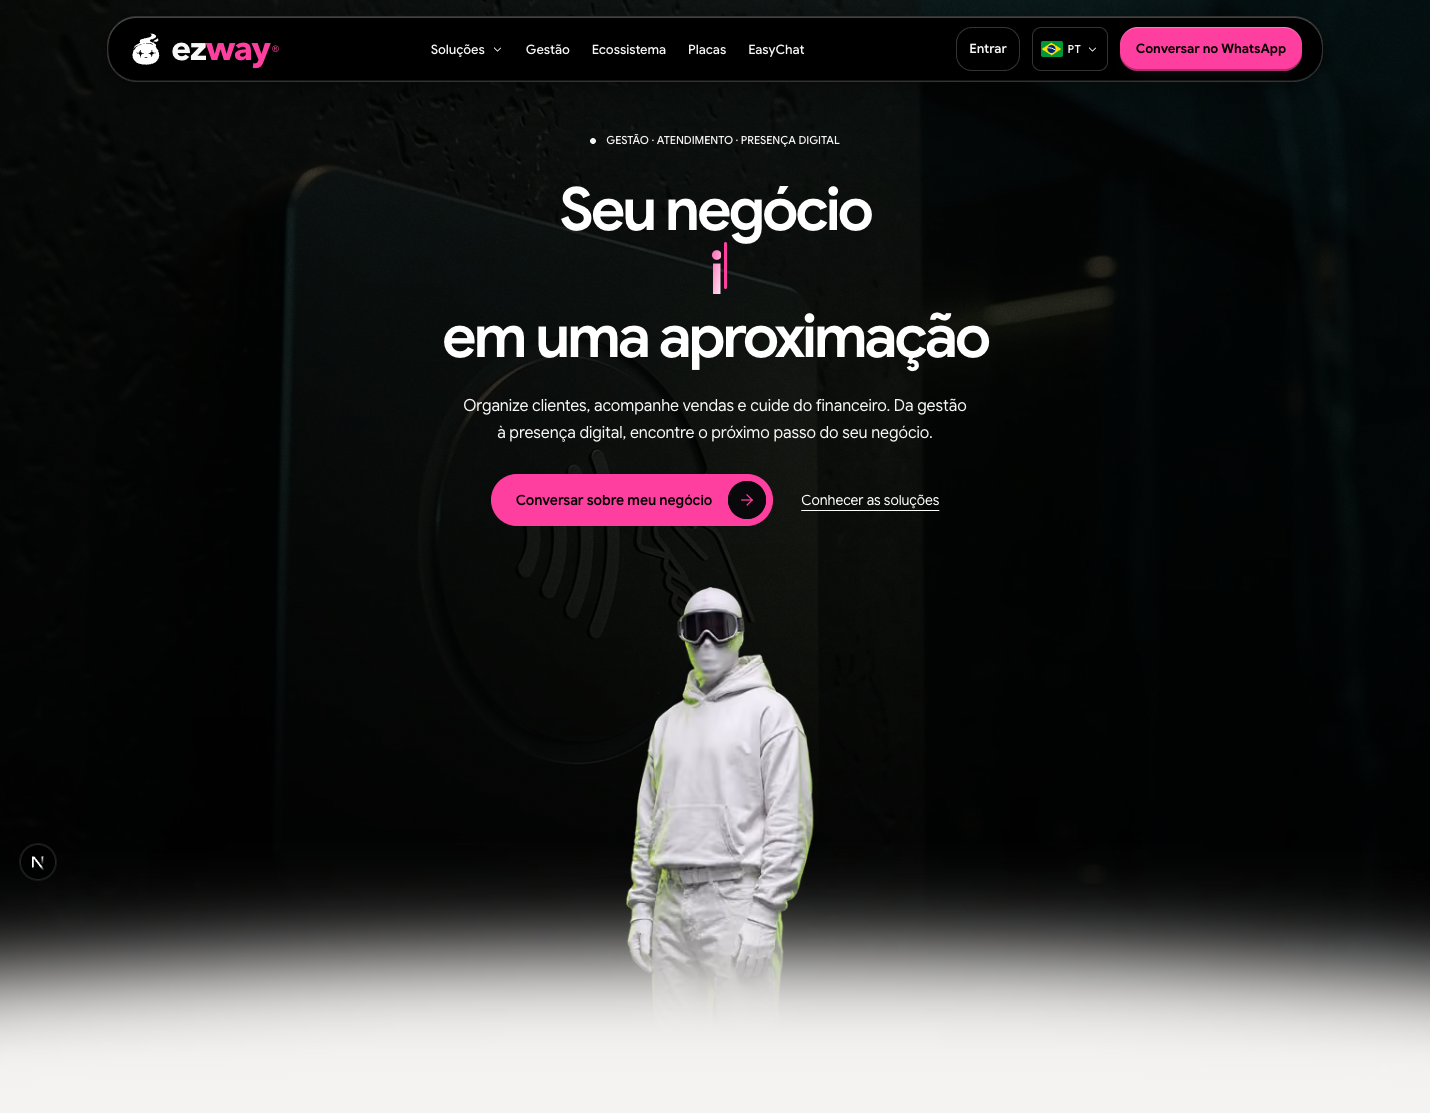 ezway®
Soluções
Gestão
Ecossistema
Placas
EasyChat
Entrar
PT
Conversar no WhatsApp
GESTÃO · ATENDIMENTO · PRESENÇA DIGITAL
Seu negócio
i
em uma aproximação
Organize clientes, acompanhe vendas e cuide do financeiro. Da gestão
à presença digital, encontre o próximo passo do seu negócio.
Conversar sobre meu negócio
Conhecer as soluções
N